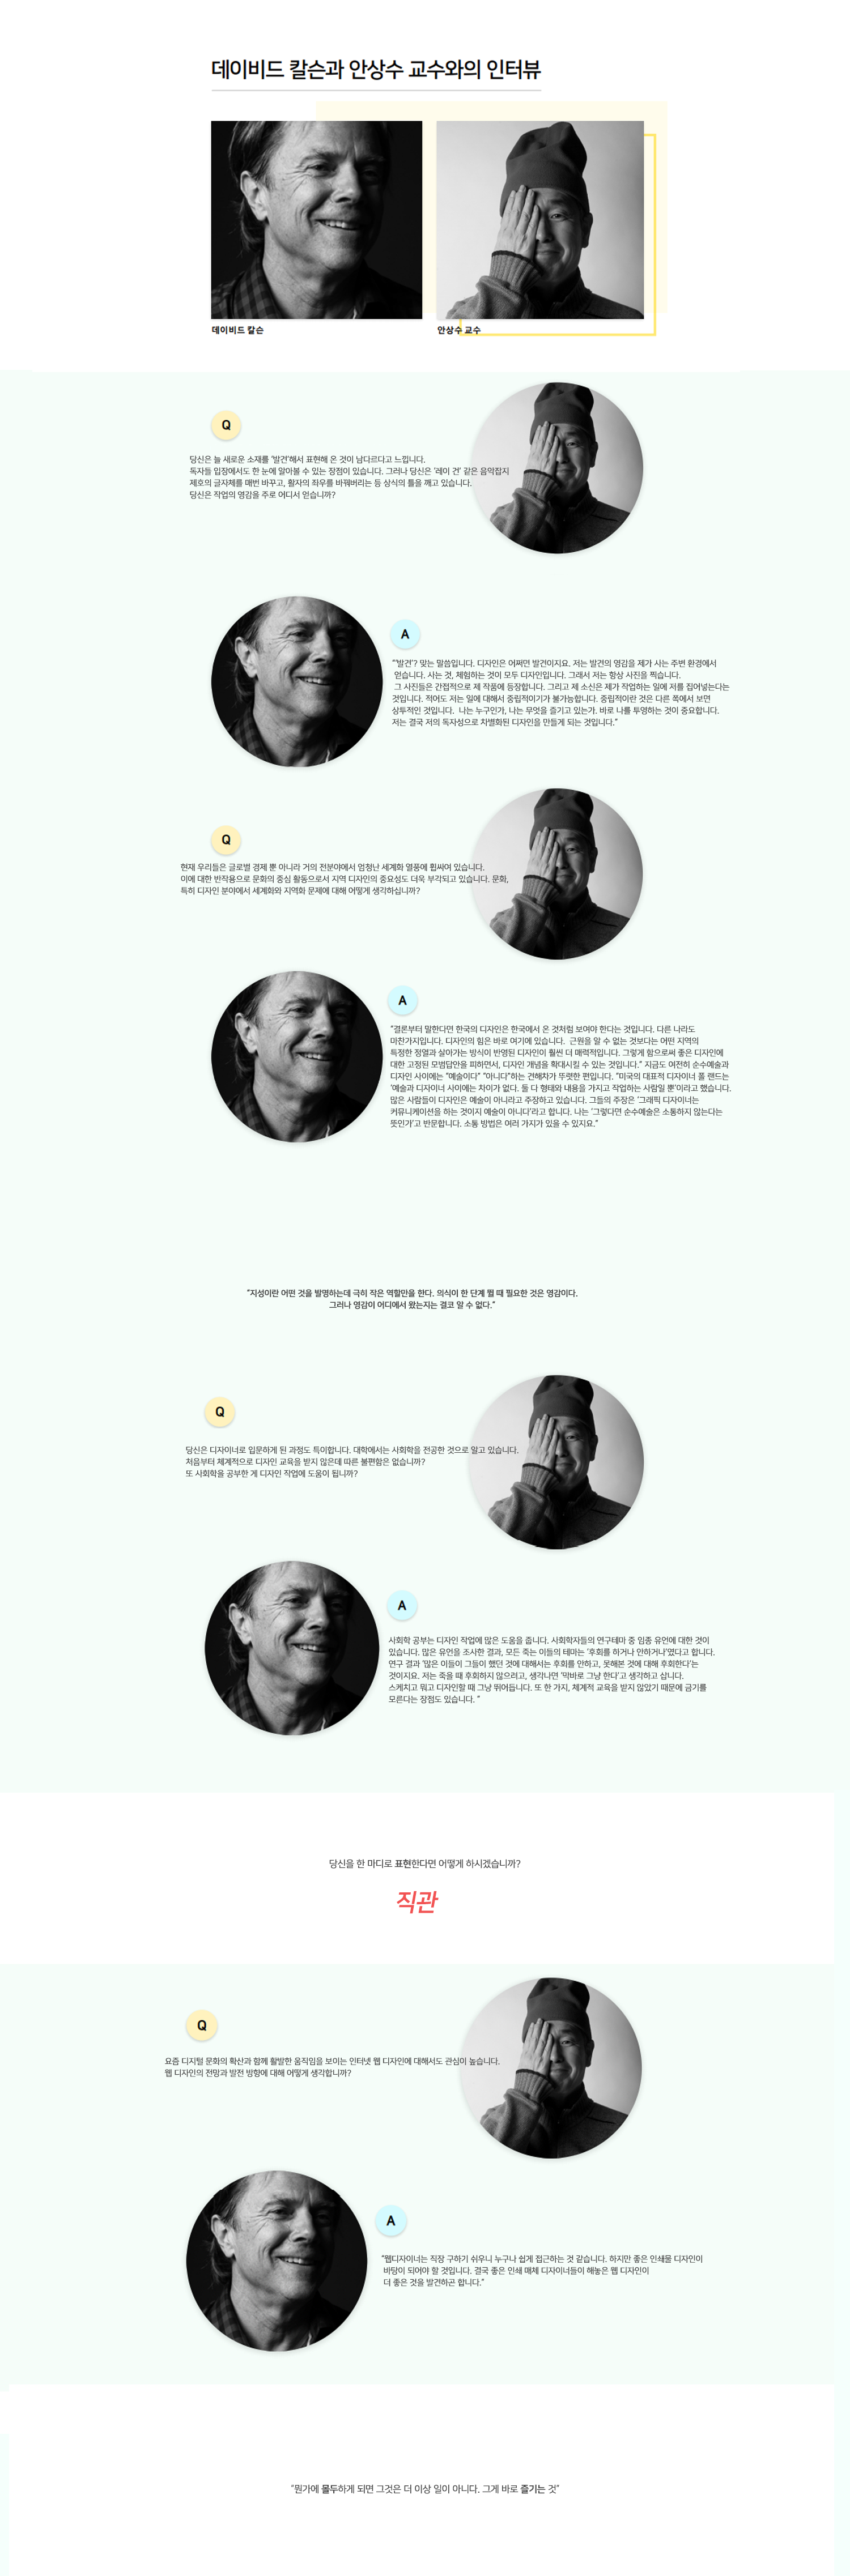 데이비드 칼슨과 안상수 교수와의 인터뷰
데이비드 칼슨
안상수 교수
Q
당신은 늘 새로운 소재를 '발견'해서 표현해 온 것이 남다르다고 느낍니다.
독자들 입장에서도 한 눈에 알아볼 수 있는 장점이 있습니다. 그러나 당신은 '레이 건' 같은 음악잡지
제호의 글자체를 매번 바꾸고, 활자의 좌우를 바꿔버리는 등 상식의 틀을 깨고 있습니다.
당신은 작업의 영감을 주로 어디서 얻습니까?
A
"'발견'? 맞는 말씀입니다. 디자인은 어쩌면 발견이지요. 저는 발견의 영감을 제가 사는 주변 환경에서
얻습니다. 사는 것, 체험하는 것이 모두 디자인입니다. 그래서 저는 항상 사진을 찍습니다.
그 사진들은 간접적으로 제 작품에 등장합니다. 그리고 제 소신은 제가 작업하는 일에 저를 집어넣는다는
것입니다. 적어도 저는 일에 대해서 중립적이기가 불가능합니다. 중립적이란 것은 다른 쪽에서 보면
상투적인 것입니다. 나는 누구인가, 나는 무엇을 즐기고 있는가. 바로 나를 투영하는 것이 중요합니다.
저는 결국 저의 독자성으로 차별화된 디자인을 만들게 되는 것입니다."
Q
현재 우리들은 글로벌 경제 뿐 아니라 거의 전분야에서 엄청난 세계화 열풍에 휩싸여 있습니다.
이에 대한 반작용으로 문화의 중심 활동으로서 지역 디자인의 중요성도 더욱 부각되고 있습니다. 문화,
특히 디자인 분야에서 세계화와 지역화 문제에 대해 어떻게 생각하십니까?
A
"결론부터 말한다면 한국의 디자인은 한국에서 온 것처럼 보여야 한다는 것입니다. 다른 나라도
마찬가지입니다. 디자인의 힘은 바로 여기에 있습니다. 근원을 알 수 없는 것보다는 어떤 지역의
특정한 정열과 살아가는 방식이 반영된 디자인이 훨씬 더 매력적입니다. 그렇게 함으로써 좋은 디자인에
대한 고정된 모범답안을 피하면서, 디자인 개념을 확대시킬 수 있는 것입니다." 지금도 여전히 순수예술과
디자인 사이에는 "예술이다" "아니다"하는 견해차가 뚜렷한 편입니다. "미국의 대표적 디자이너 폴 랜드는
'예술과 디자이너 사이에는 차이가 없다. 둘 다 형태와 내용을 가지고 작업하는 사람일 뿐'이라고 했습니다.
많은 사람들이 디자인은 예술이 아니라고 주장하고 있습니다. 그들의 주장은 '그래픽 디자이너는
커뮤니케이션을 하는 것이지 예술이 아니다'라고 합니다. 나는 '그렇다면 순수예술은 소통하지 않는다는
뜻인가'고 반문합니다. 소통 방법은 여러 가지가 있을 수 있지요."
"지성이란 어떤 것을 발명하는데 극히 작은 역할만을 한다. 의식이 한 단계 뛸 때 필요한 것은 영감이다.
그러나 영감이 어디에서 왔는지는 결코 알 수 없다."
Q
당신은 디자이너로 입문하게 된 과정도 특이합니다. 대학에서는 사회학을 전공한 것으로 알고 있습니다.
처음부터 체계적으로 디자인 교육을 받지 않은데 따른 불편함은 없습니까?
또 사회학을 공부한 게 디자인 작업에 도움이 됩니까?
A
사회학 공부는 디자인 작업에 많은 도움을 줍니다. 사회학자들의 연구테마 중 임종 유언에 대한 것이
있습니다. 많은 유언을 조사한 결과, 모든 죽는 이들의 테마는 '후회를 하거나 안하거나'였다고 합니다.
연구 결과 '많은 이들이 그들이 했던 것에 대해서는 후회를 안하고, 못해본 것에 대해 후회한다'는
것이지요. 저는 죽을 때 후회하지 않으려고, 생각나면 '막바로 그냥 한다'고 생각하고 삽니다.
스케치고 뭐고 디자인할 때 그냥 뛰어듭니다. 또 한 가지, 체계적 교육을 받지 않았기 때문에 금기를
모른다는 장점도 있습니다. "
당신을 한 마디로 표현한다면 어떻게 하시겠습니까?
직관
Q
요즘 디지털 문화의 확산과 함께 활발한 움직임을 보이는 인터넷 웹 디자인에 대해서도 관심이 높습니다.
웹 디자인의 전망과 발전 방향에 대해 어떻게 생각합니까?
A
"웹디자이너는 직장 구하기 쉬우니 누구나 쉽게 접근하는 것 같습니다. 하지만 좋은 인쇄물 디자인이
바탕이 되어야 할 것입니다. 결국 좋은 인쇄 매체 디자이너들이 해놓은 웹 디자인이
더 좋은 것을 발견하곤 합니다."
"뭔가에 몰두하게 되면 그것은 더 이상 일이 아니다. 그게 바로 즐기는 것"